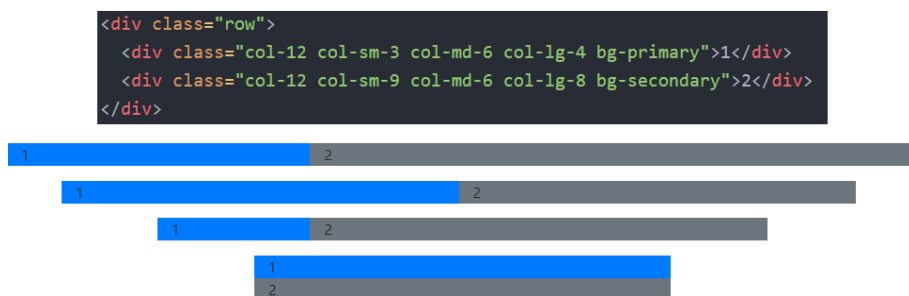 <div class="row">
  <div class="col-12 col-sm-3 col-md-6 col-lg-4 bg-primary">1</div>
  <div class="col-12 col-sm-9 col-md-6 col-lg-8 bg-secondary">2</div>
</div>
1 2
1 2
1 2
1
2